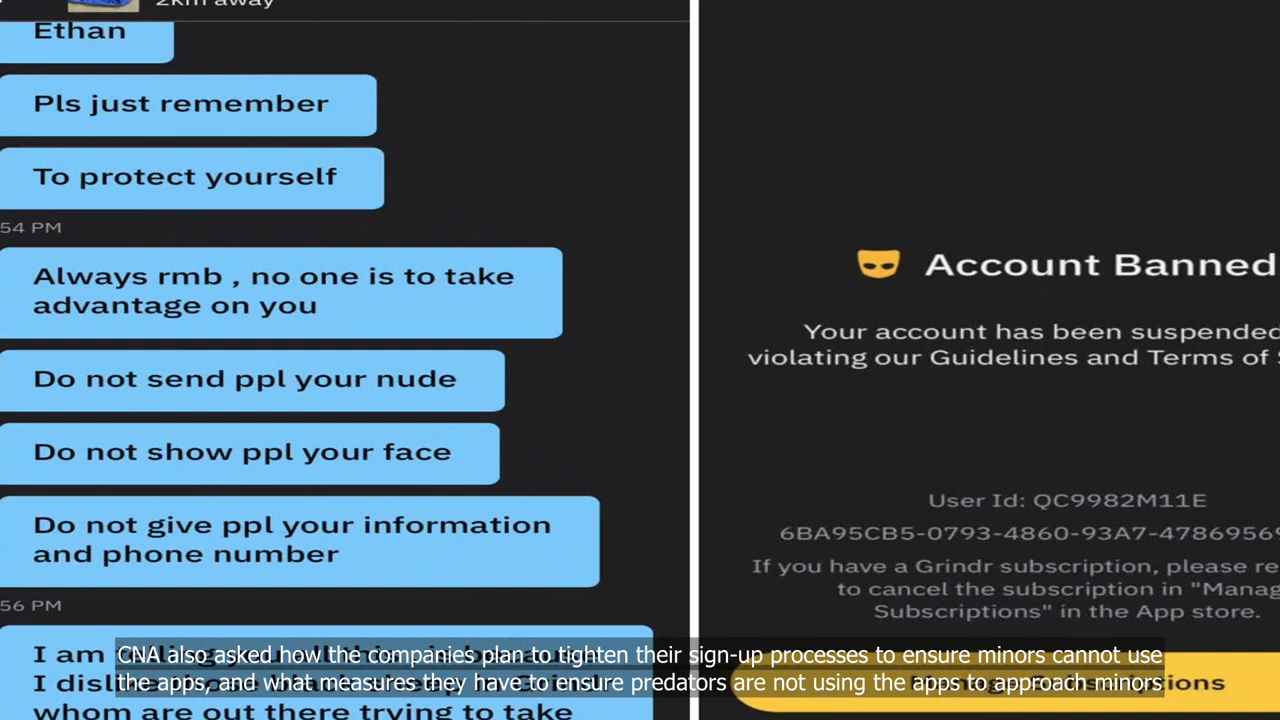 2km away
Ethan
Pls just remember
To protect yourself
54 PM
Always rmb , no one is to take
advantage on you
Do not send ppl your nude
Do not show ppl your face
Do not give ppl your information
and phone number
56 PM
I am
I dis
whom are out there trying to take
Account Banned
Your account has been suspended
violating our Guidelines and Terms of
User Id: QC9982M11E
6BA95CB5-0793-4860-93A7-4786956
If you have a Grindr subscription, please re
to cancel the subscription in "Manag
Subscriptions" in the App store.
CNA also asked how the companies plan to tighten their sign-up processes to ensure minors cannot use
the apps, and what measures they have to ensure predators are not using the apps to approach minors